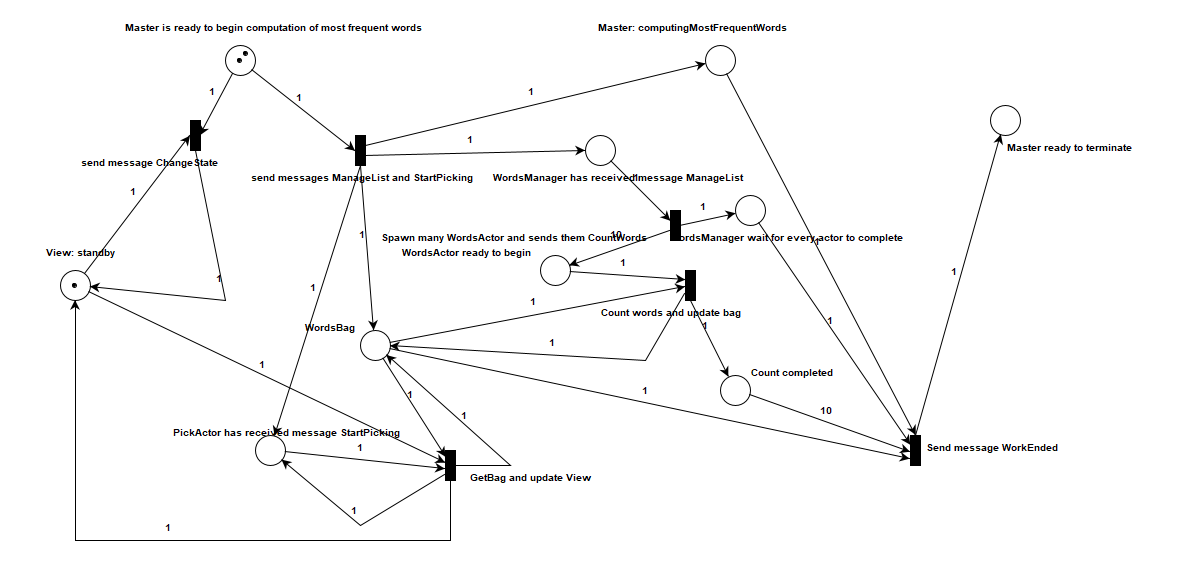 Master is ready to begin computation of most frequent words
Master: computingMostFrequentWords
1
1
1
Master ready to terminate
1
send message ChangeState
send messages ManageList and StartPicking
WordsManager has received message ManageList
1
1
1
1
Spawn many WordsActor and sends them CountWords
10
WordsManager wait for every actor to complete
1
View: standby
WordsActor ready to begin
1
1
1
1
1
Count words and update bag
1
1
WordsBag
1
1
Count completed
1
1
10
1
PickActor has received message StartPicking
1
Send message WorkEnded
GetBag and update View
1
1